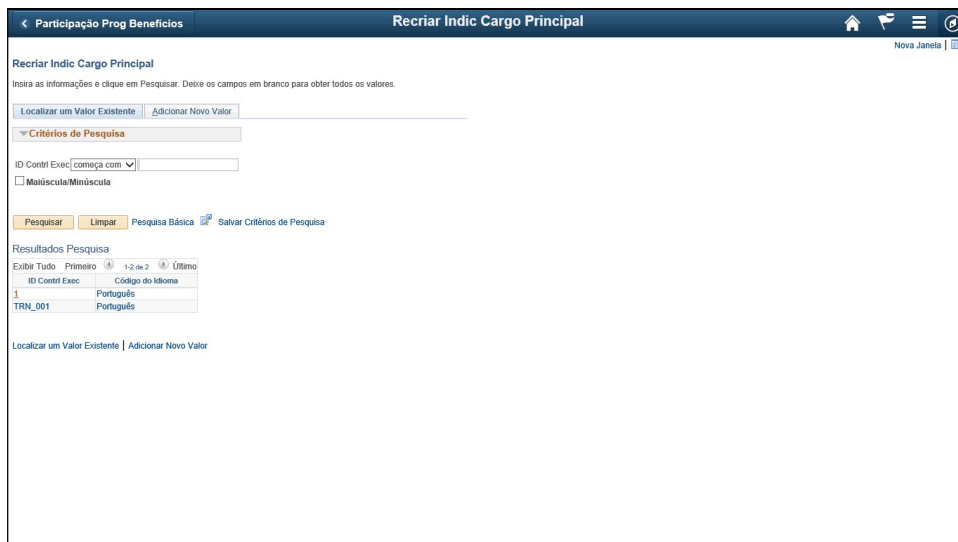 Participação Prog Benefícios
Recriar Indic Cargo Principal
Nova Janela |
Recriar Indic Cargo Principal
Insira as informações e clique em Pesquisar. Deixe os campos em branco para obter todos os valores.
Localizar um Valor Existente Adicionar Novo Valor
Critérios de Pesquisa
ID Contrl Exec começa com
Maiúscula/Minúscula
Pesquisar Limpar Pesquisa Básica Salvar Critérios de Pesquisa
Resultados Pesquisa
Exibir Tudo Primeiro 1-2 de 2 Último
ID Contrl Exec Código do Idioma
1 Português
TRN_001 Português
Localizar um Valor Existente | Adicionar Novo Valor